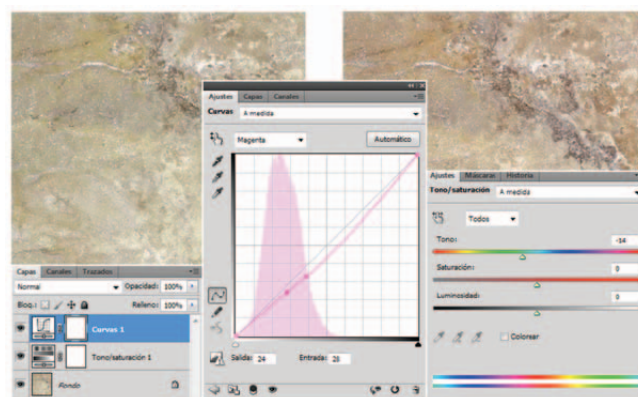 Ajustes Capas Canales
Curvas A medida
Magenta Automático
Salida: 24 Entrada: 28
Ajustes Máscaras Historia
Tono/saturación A medida
Todos
Tono: -14
Saturación: 0
Luminosidad: 0
Colorear
Capas Canales Trazados
Normal Opacidad: 100%
Bloq.: Relleno: 100%
Curvas 1
Tono/saturación 1
Fondo